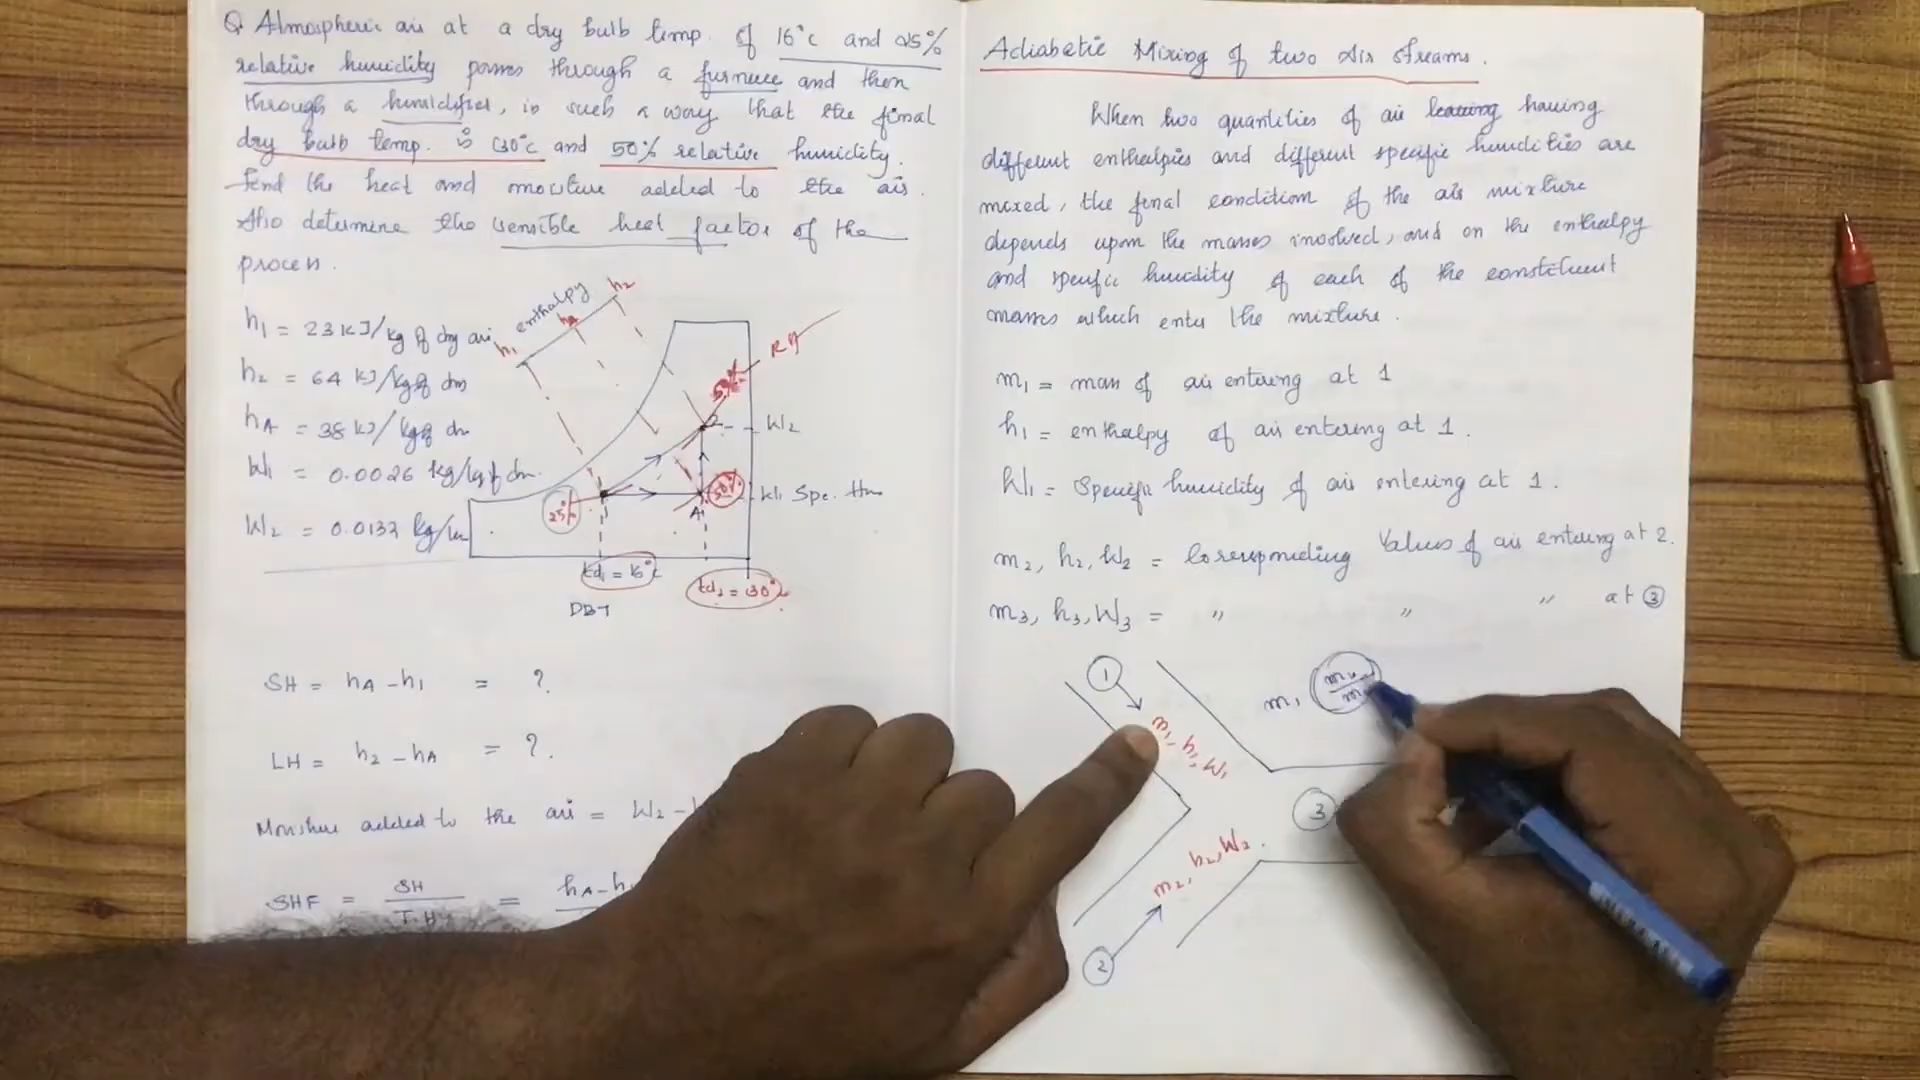 Q Atmospheric air at a dry bulb temp. of 16°c and 25%
relative humidity passes through a furnace and then
through a humidifier, in such a way that the final
dry bulb temp. is 30°c and 50% relative humidity.
Find the heat and moisture added to the air.
Also determine the sensible heat factor of the
process.
h1 = 23 KJ/kg of dry air
h2 = 64 KJ/kg of dry
hA = 38 KJ/kg of da
W1 = 0.0026 kg/kg of da.
W2 = 0.0132 kg/
enthalpy
h1
hA
h2
50%
RH
2
W2
25%
1
A
50%
W1 Spe. Hum
td1 = 16°c
td2 = 30°c
DBT
SH = hA - h1 = ?
LH = h2 - hA = ?.
Moisture added to the air = W2 -
SHF = SH / T.H = hA - h
Adiabatic Mixing of two Air Streams.
When two quantities of air having
different enthalpies and different specific humidities are
mixed, the final condition of the air mixture
depends upon the masses involved, and on the enthalpy
and specific humidity of each of the constituent
masses which enter the mixture.
m1 = mass of air entering at 1
h1 = enthalpy of air entering at 1.
W1 = Specific humidity of air entering at 1.
m2, h2, W2 = Corresponding Values of air entering at 2.
m3, h3, W3 = " " " at 3
1
m1, h1, W1
m1
3
m2, h2, W2.
2